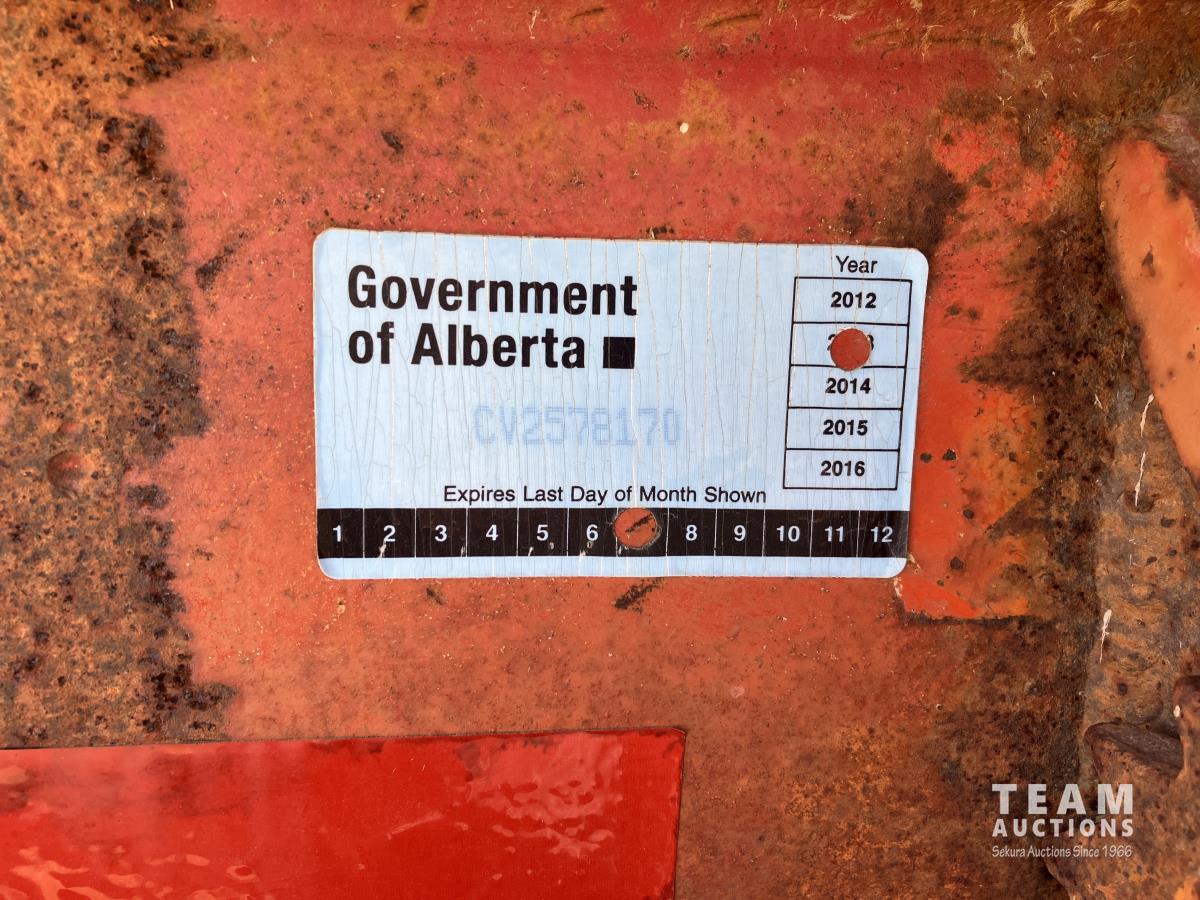 Government
of Alberta
Year
2012
2014
2015
2016
CV2578170
Expires Last Day of Month Shown
1 2 3 4 5 6 8 9 10 11 12
TEAM
AUCTIONS
Sekura Auctions Since 1966